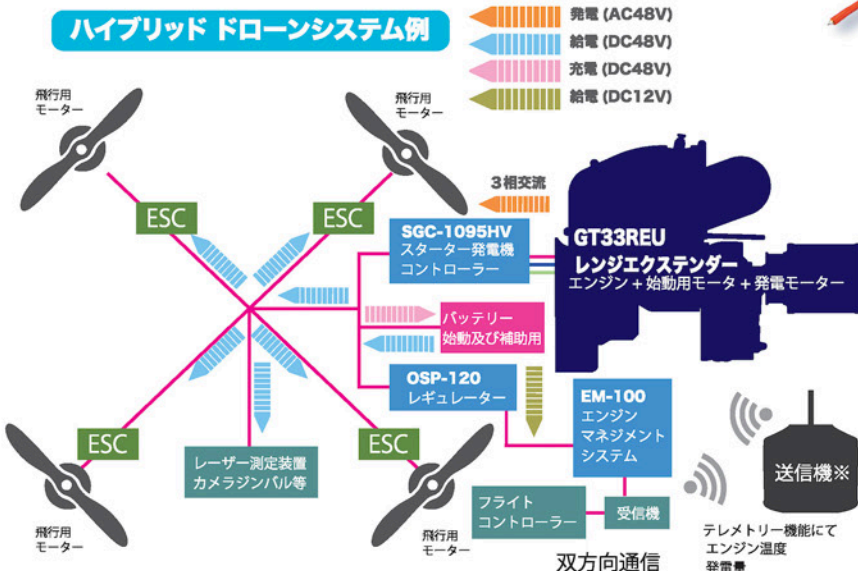 ハイブリッド ドローンシステム例
発電 (AC48V)
給電 (DC48V)
充電 (DC48V)
給電 (DC12V)
飛行用
モーター
飛行用
モーター
ESC
ESC
3相交流
SGC-1095HV
スターター発電機
コントローラー
GT33REU
レンジエクステンダー
エンジン+始動用モータ+発電モーター
バッテリー
始動及び補助用
OSP-120
レギュレーター
EM-100
エンジン
マネジメント
システム
ESC
ESC
レーザー測定装置
カメラジンバル等
フライト
コントローラー
受信機
送信機※
飛行用
モーター
飛行用
モーター
双方向通信
テレメトリー機能にて
エンジン温度
発電量